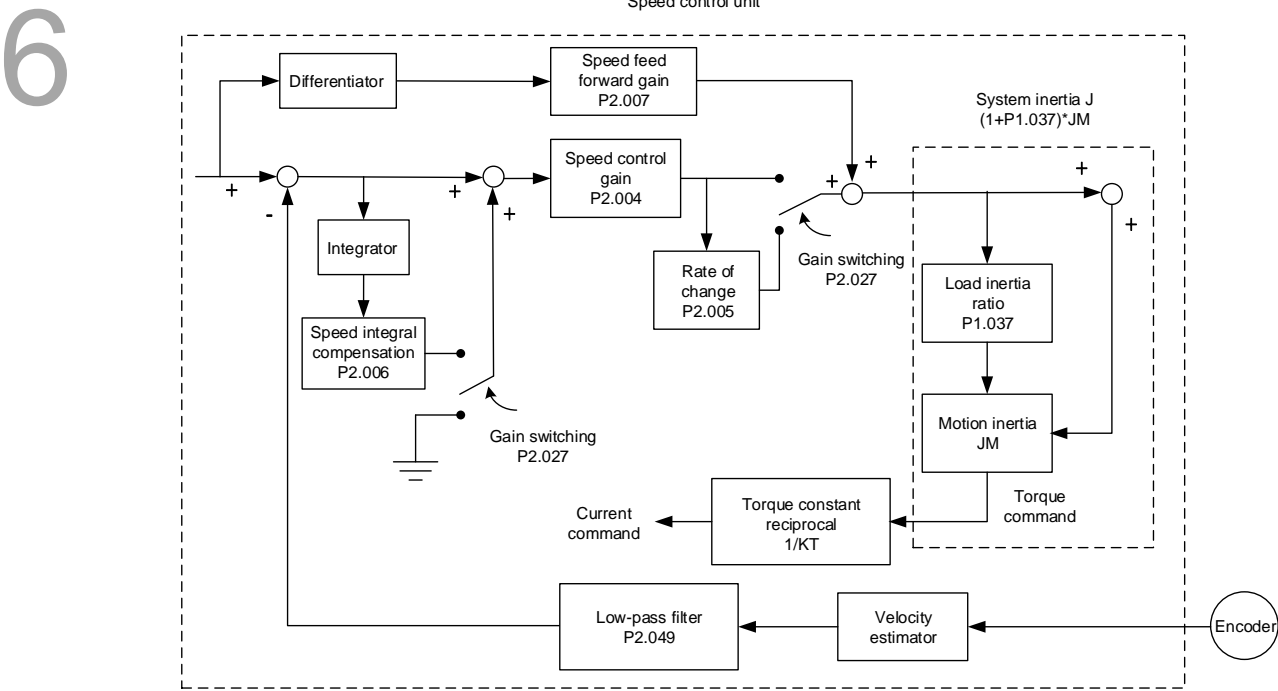 6
Speed control unit
Differentiator
Speed feed
forward gain
P2.007
System inertia J
(1+P1.037)*JM
+
-
+
+
Speed control
gain
P2.004
+
+
+
+
Integrator
Gain switching
P2.027
Rate of
change
P2.005
Load inertia
ratio
P1.037
Speed integral
compensation
P2.006
Gain switching
P2.027
Motion inertia
JM
Torque
command
Torque constant
reciprocal
1/KT
Current
command
Low-pass filter
P2.049
Velocity
estimator
Encoder